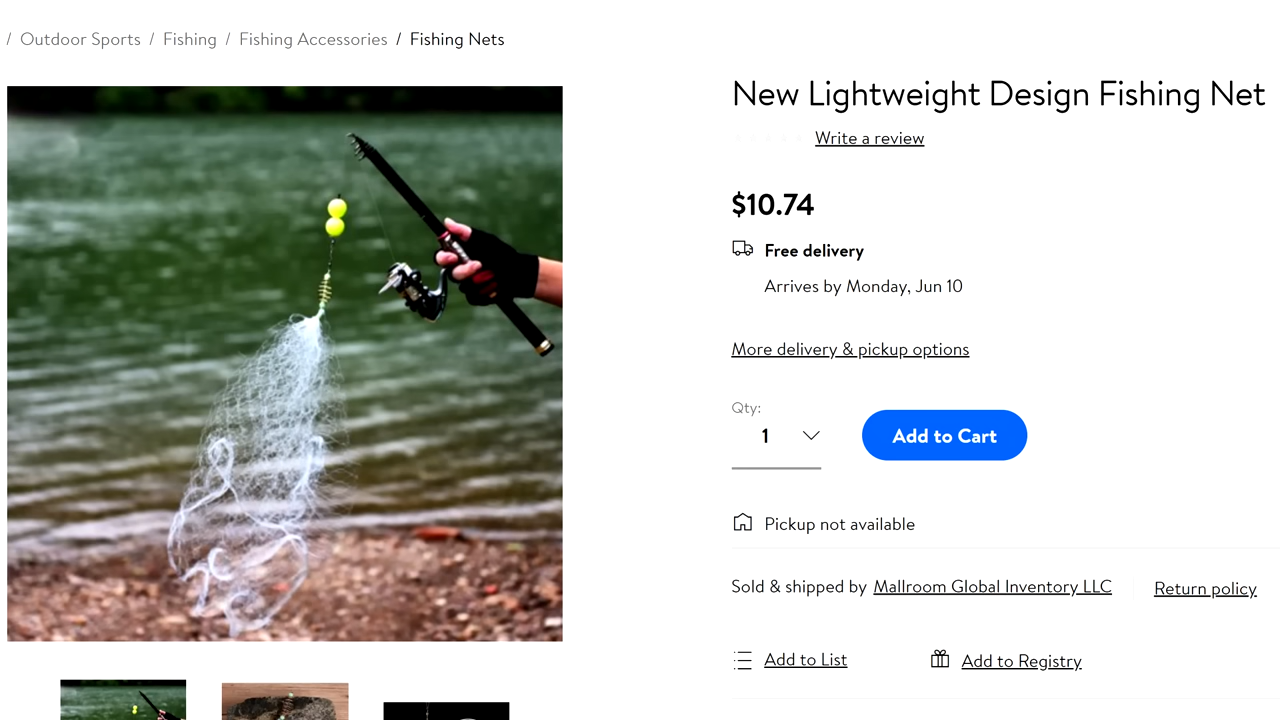 / Outdoor Sports / Fishing / Fishing Accessories / Fishing Nets
New Lightweight Design Fishing Net
Write a review
$10.74
Free delivery
Arrives by Monday, Jun 10
More delivery & pickup options
Qty:
1
Add to Cart
Pickup not available
Sold & shipped by Mallroom Global Inventory LLC
Return policy
Add to List
Add to Registry